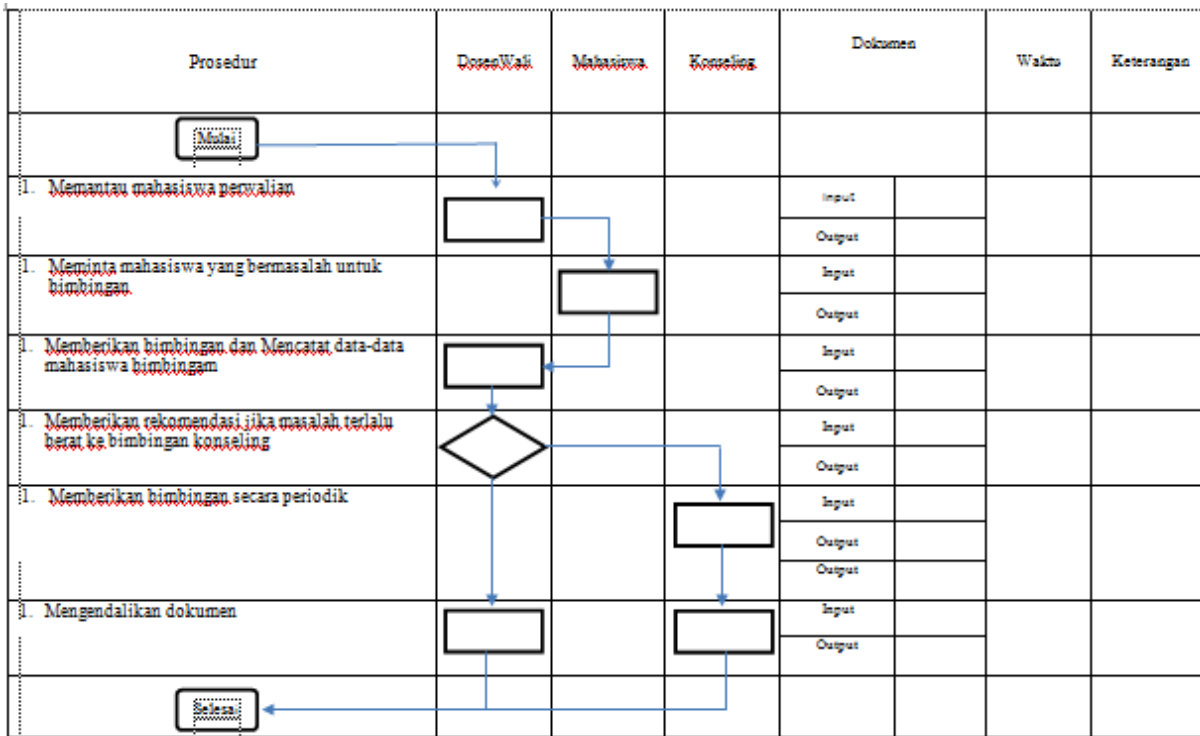 Prosedur
DosenWali
Mahasiswa
Konseling
Dokumen
Waktu
Keterangan
Mulai
1. Memantau mahasiswa perwalian
Input
Output
1. Meminta mahasiswa yang bermasalah untuk
bimbingan
Input
Output
1. Memberikan bimbingan dan Mencatat data-data
mahasiswa bimbingam
Input
Output
1. Memberikan rekomendasi jika masalah terlalu
berat ke bimbingan konseling
Input
Output
1. Memberikan bimbingan secara periodik
Input
Output
Output
1. Mengendalikan dokumen
Input
Output
Selesai